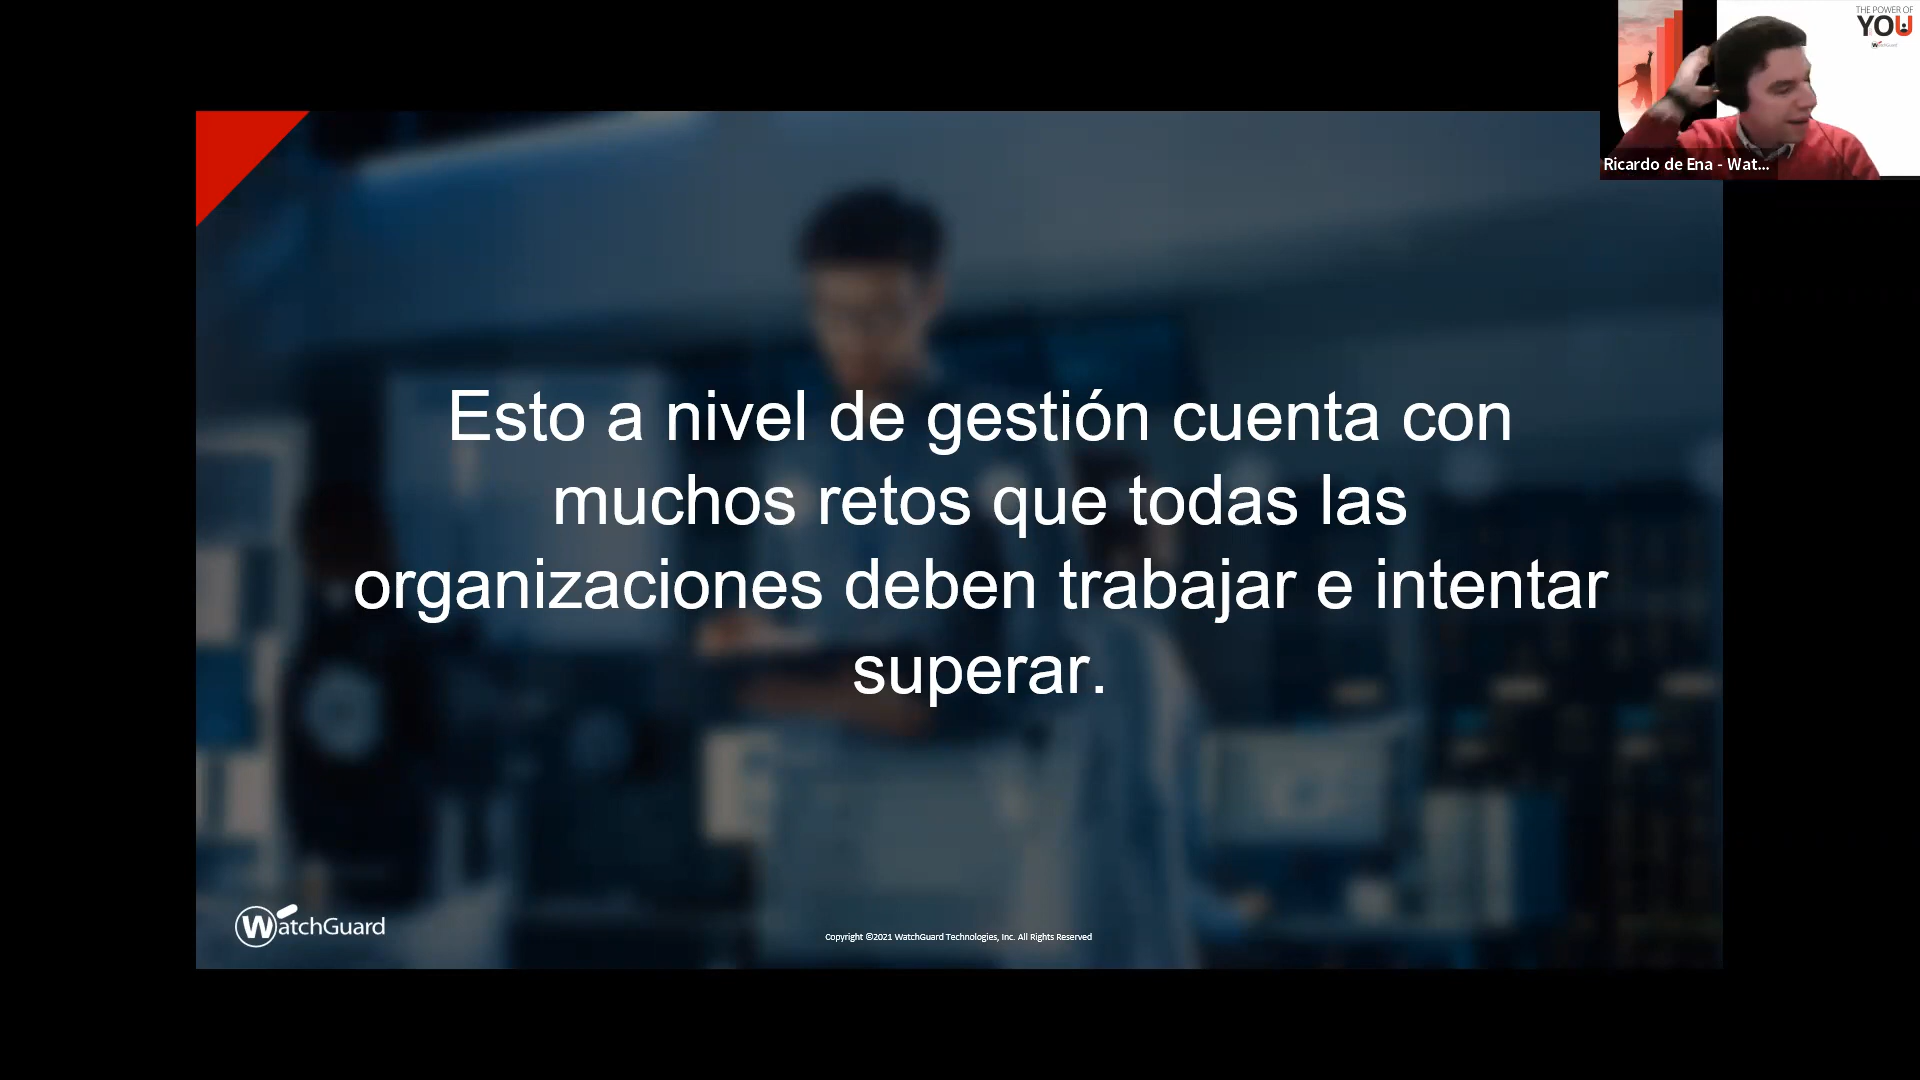 THE POWER OF
YOU
WatchGuard
Ricardo de Ena - Wat...
Esto a nivel de gestión cuenta con
muchos retos que todas las
organizaciones deben trabajar e intentar
superar.
WatchGuard
Copyright ©2021 WatchGuard Technologies, Inc. All Rights Reserved